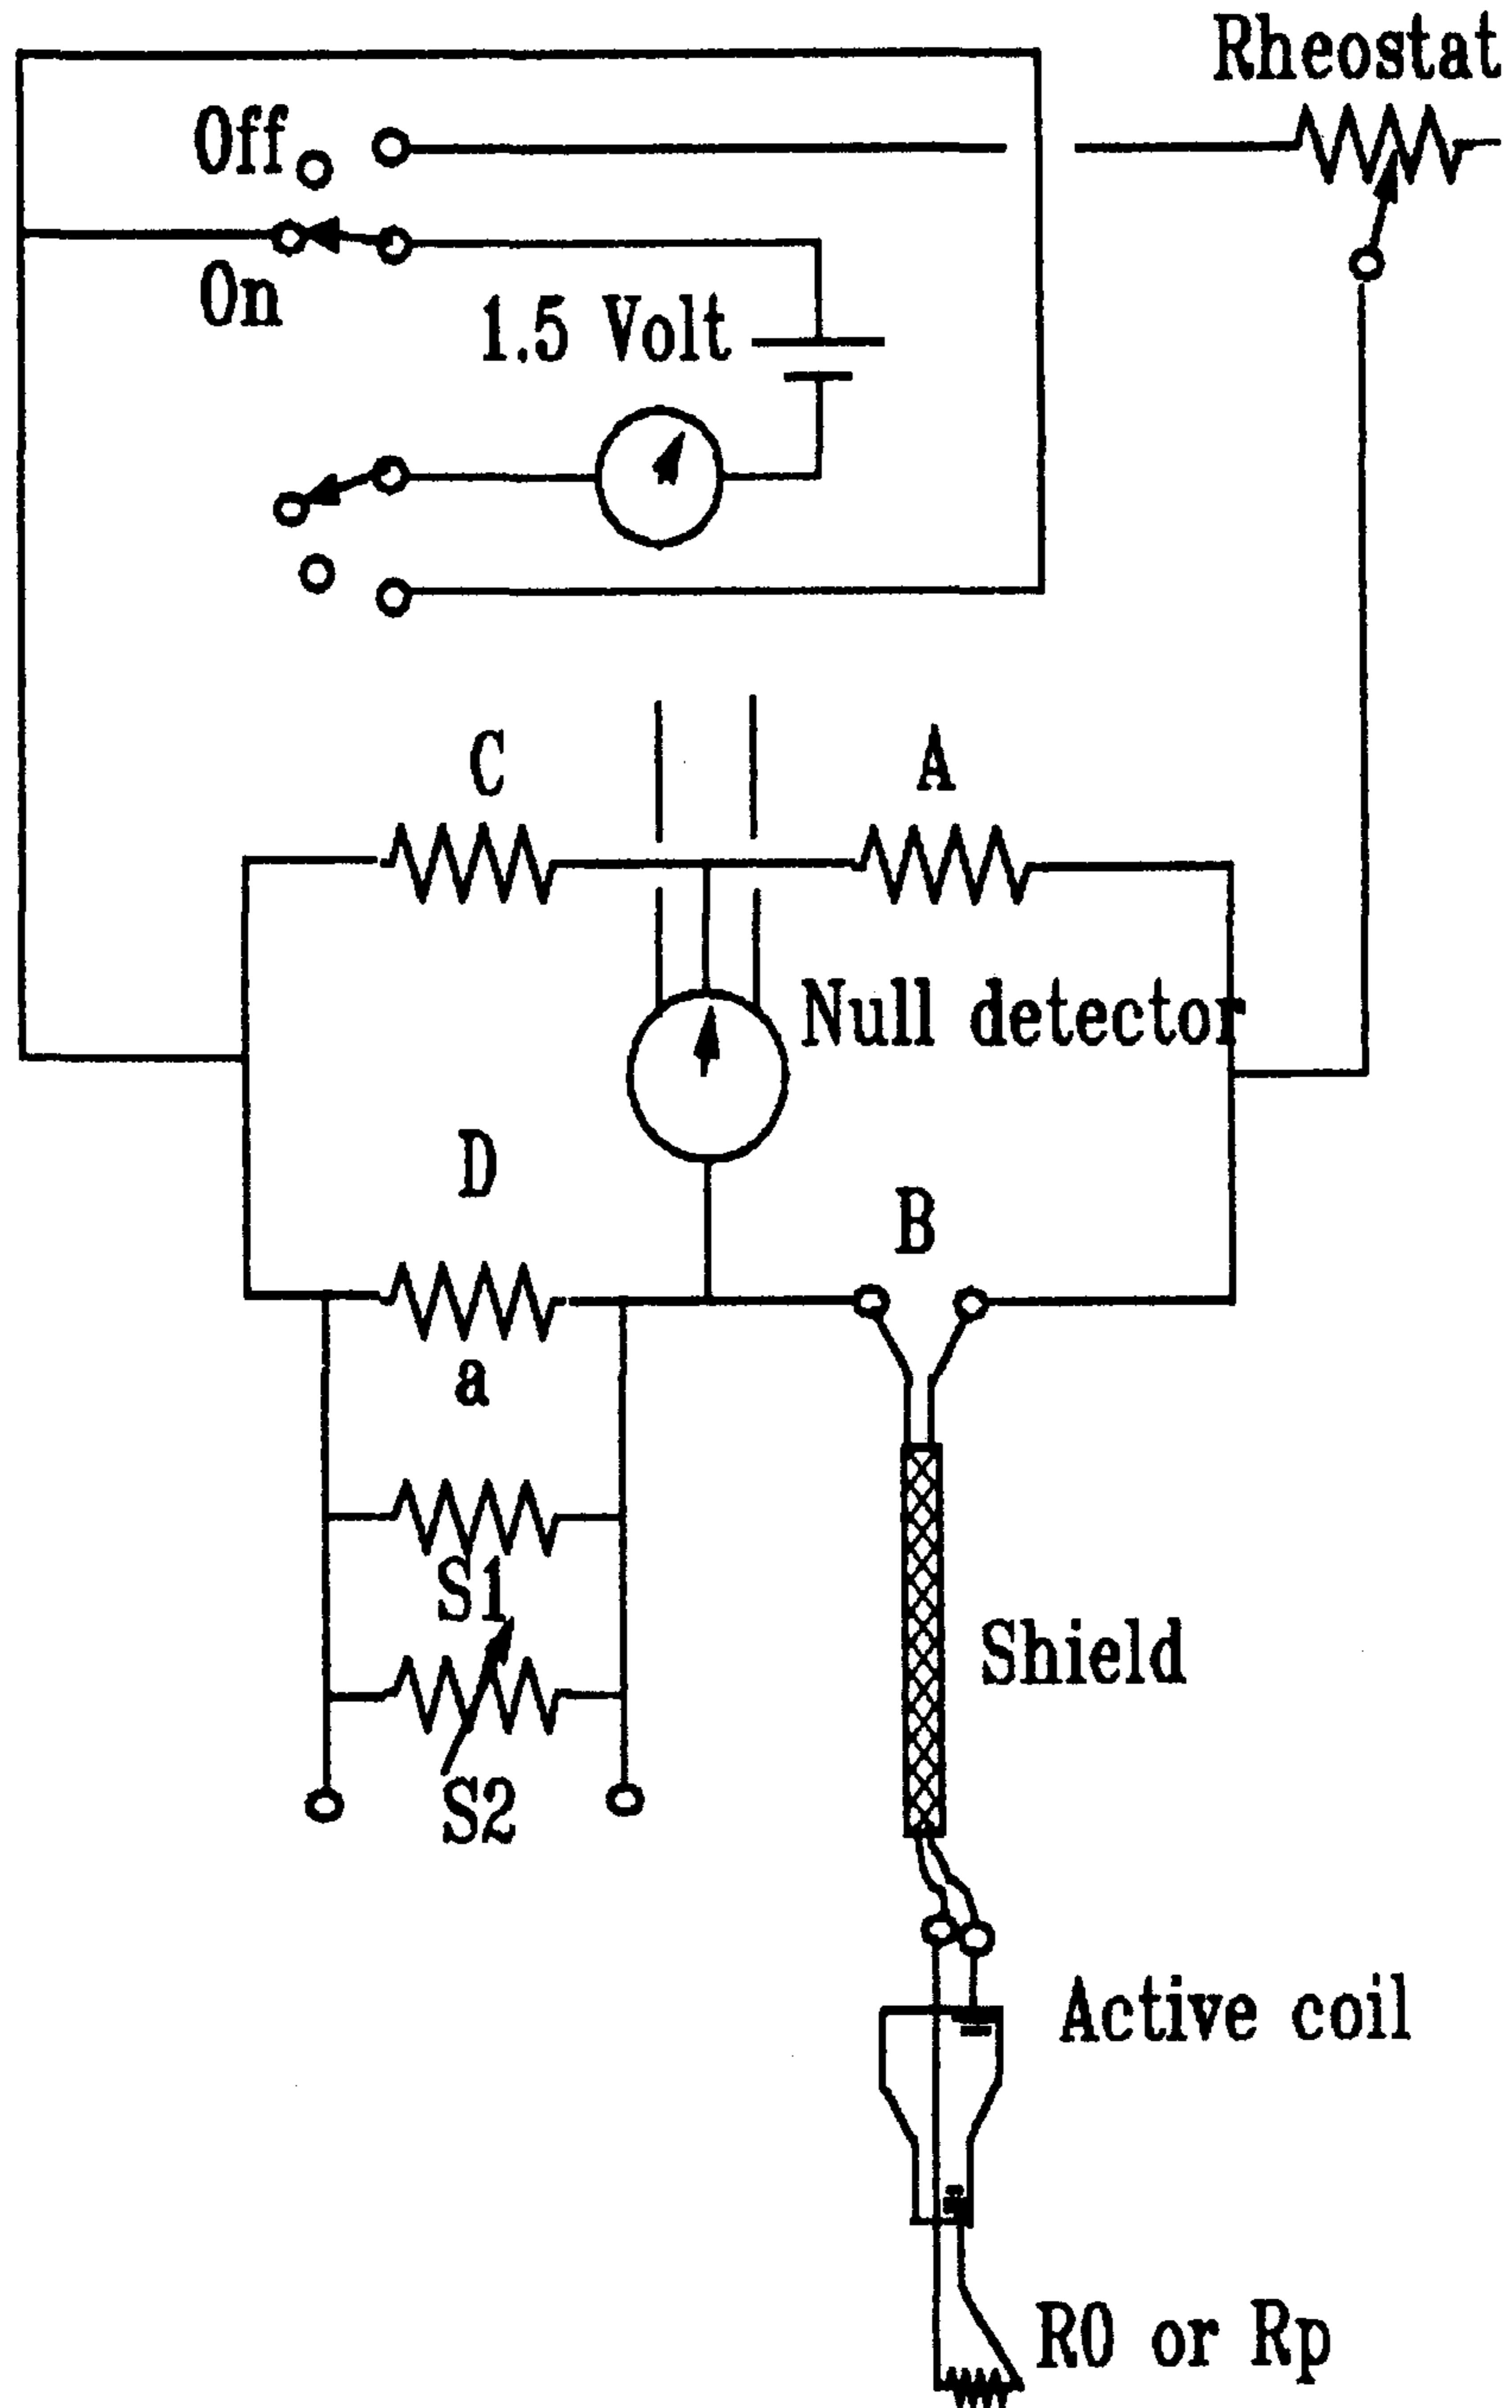 Rheostat
Off
On
1.5 Volt
C
A
Null detector
D
B
a
S1
Shield
S2
Active coil
R0 or Rp